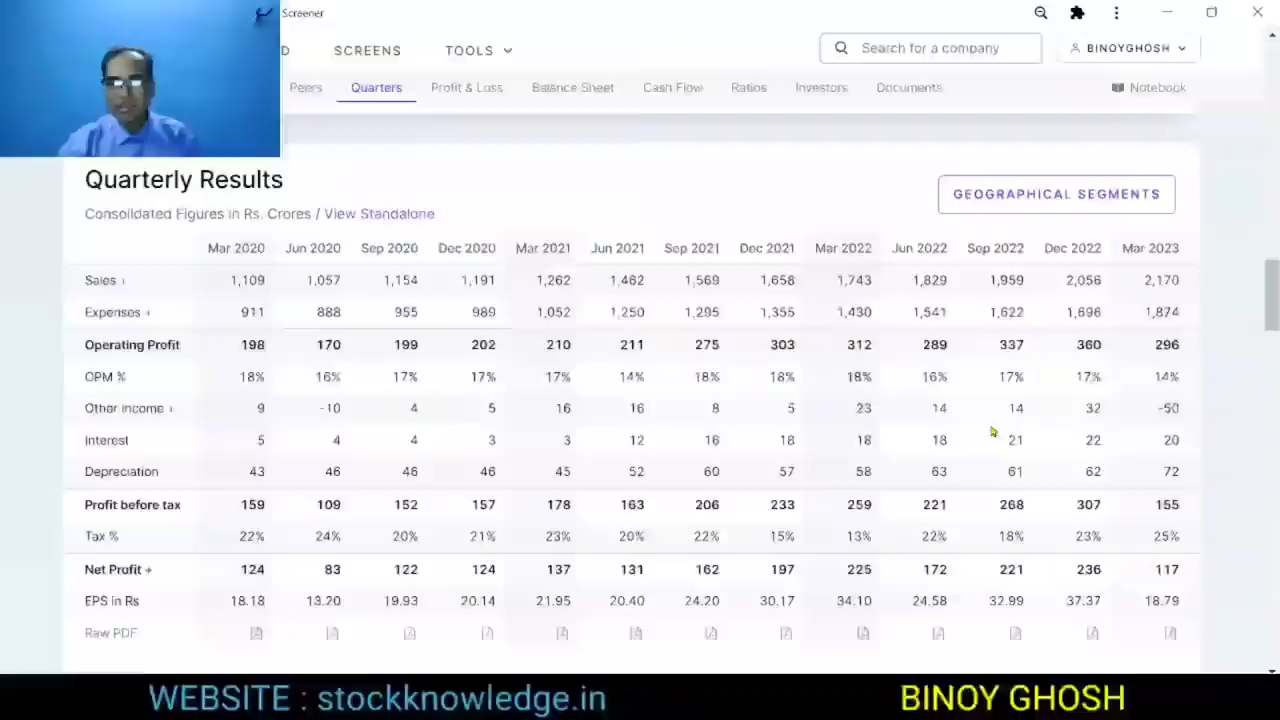 Screener
D SCREENS TOOLS Search for a company BINOYGHOSH
Peers Quarters Profit & Loss Balance Sheet Cash Flow Ratios Investors Documents Notebook
Quarterly Results
GEOGRAPHICAL SEGMENTS
Consolidated Figures in Rs. Crores / View Standalone
Mar 2020 Jun 2020 Sep 2020 Dec 2020 Mar 2021 Jun 2021 Sep 2021 Dec 2021 Mar 2022 Jun 2022 Sep 2022 Dec 2022 Mar 2023
Sales + 1,109 1,057 1,154 1,191 1,262 1,462 1,569 1,658 1,743 1,829 1,959 2,056 2,170
Expenses + 911 888 955 989 1,052 1,250 1,295 1,355 1,430 1,541 1,622 1,696 1,874
Operating Profit 198 170 199 202 210 211 275 303 312 289 337 360 296
OPM % 18% 16% 17% 17% 17% 14% 18% 18% 18% 16% 17% 17% 14%
Other Income + 9 -10 4 5 16 16 8 5 23 14 14 32 -50
Interest 5 4 4 3 3 12 16 18 18 18 21 22 20
Depreciation 43 46 46 46 45 52 60 57 58 63 61 62 72
Profit before tax 159 109 152 157 178 163 206 233 259 221 268 307 155
Tax % 22% 24% 20% 21% 23% 20% 22% 15% 13% 22% 18% 23% 25%
Net Profit + 124 83 122 124 137 131 162 197 225 172 221 236 117
EPS in Rs 18.18 13.20 19.93 20.14 21.95 20.40 24.20 30.17 34.10 24.58 32.99 37.37 18.79
Raw PDF
WEBSITE : stockknowledge.in BINOY GHOSH